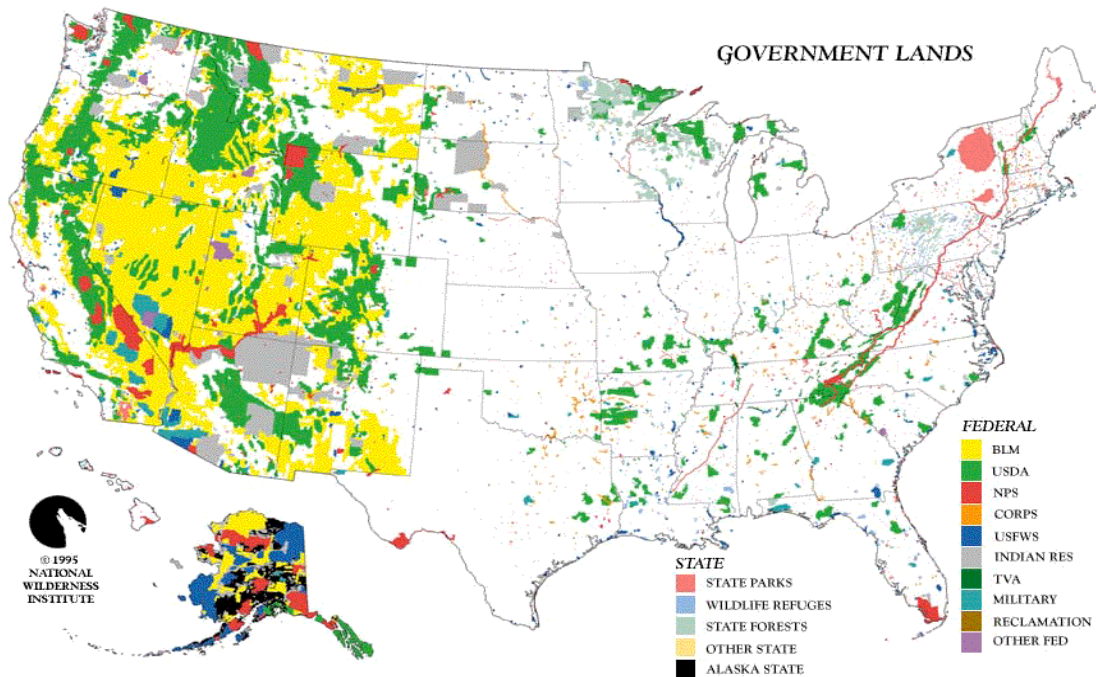 GOVERNMENT LANDS
FEDERAL
BLM
USDA
NPS
CORPS
USFWS
INDIAN RES
TVA
MILITARY
RECLAMATION
OTHER FED
STATE
STATE PARKS
WILDLIFE REFUGES
STATE FORESTS
OTHER STATE
ALASKA STATE
© 1995
NATIONAL
WILDERNESS
INSTITUTE